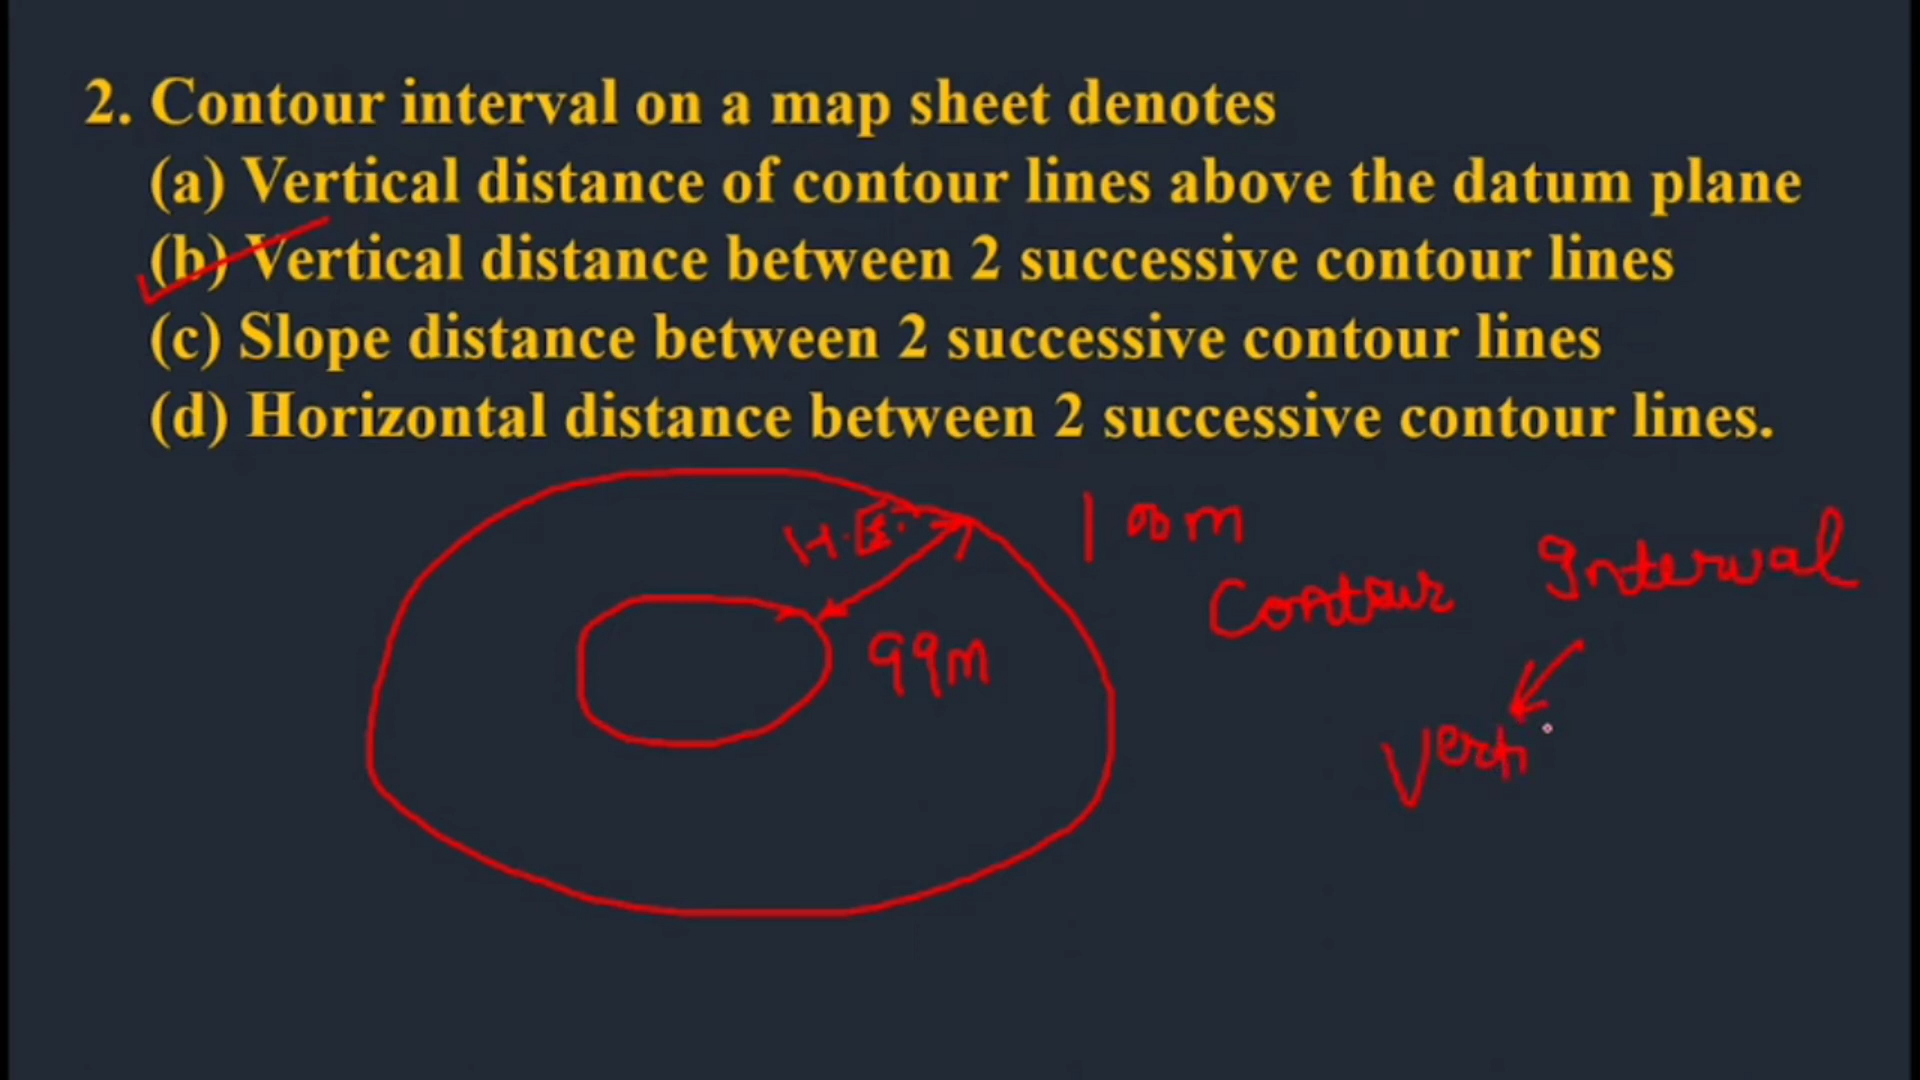 2. Contour interval on a map sheet denotes
(a) Vertical distance of contour lines above the datum plane
(b) Vertical distance between 2 successive contour lines
(c) Slope distance between 2 successive contour lines
(d) Horizontal distance between 2 successive contour lines.
100m
Contour Interval
99m
Verti